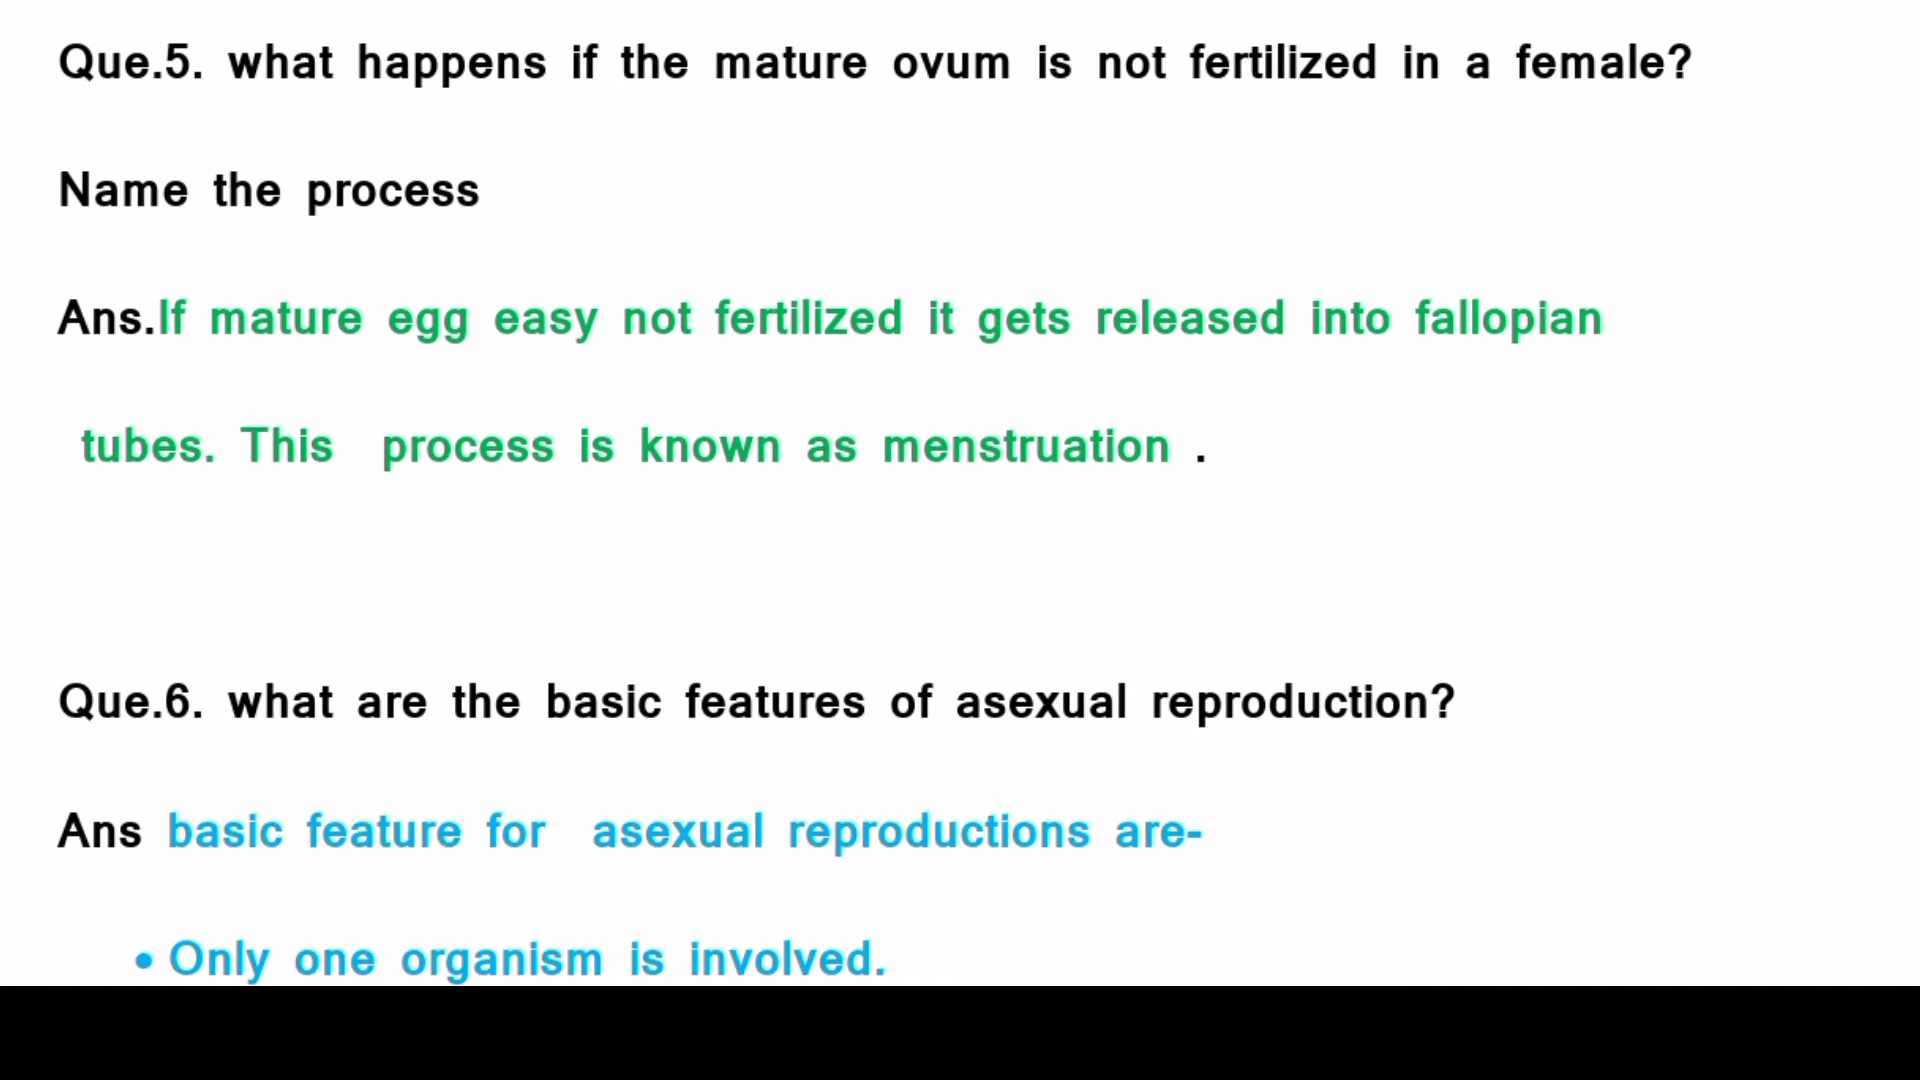 Que.5. what happens if the mature ovum is not fertilized in a female?
Name the process
Ans.If mature egg easy not fertilized it gets released into fallopian
tubes. This process is known as menstruation .
Que.6. what are the basic features of asexual reproduction?
Ans basic feature for asexual reproductions are-
• Only one organism is involved.